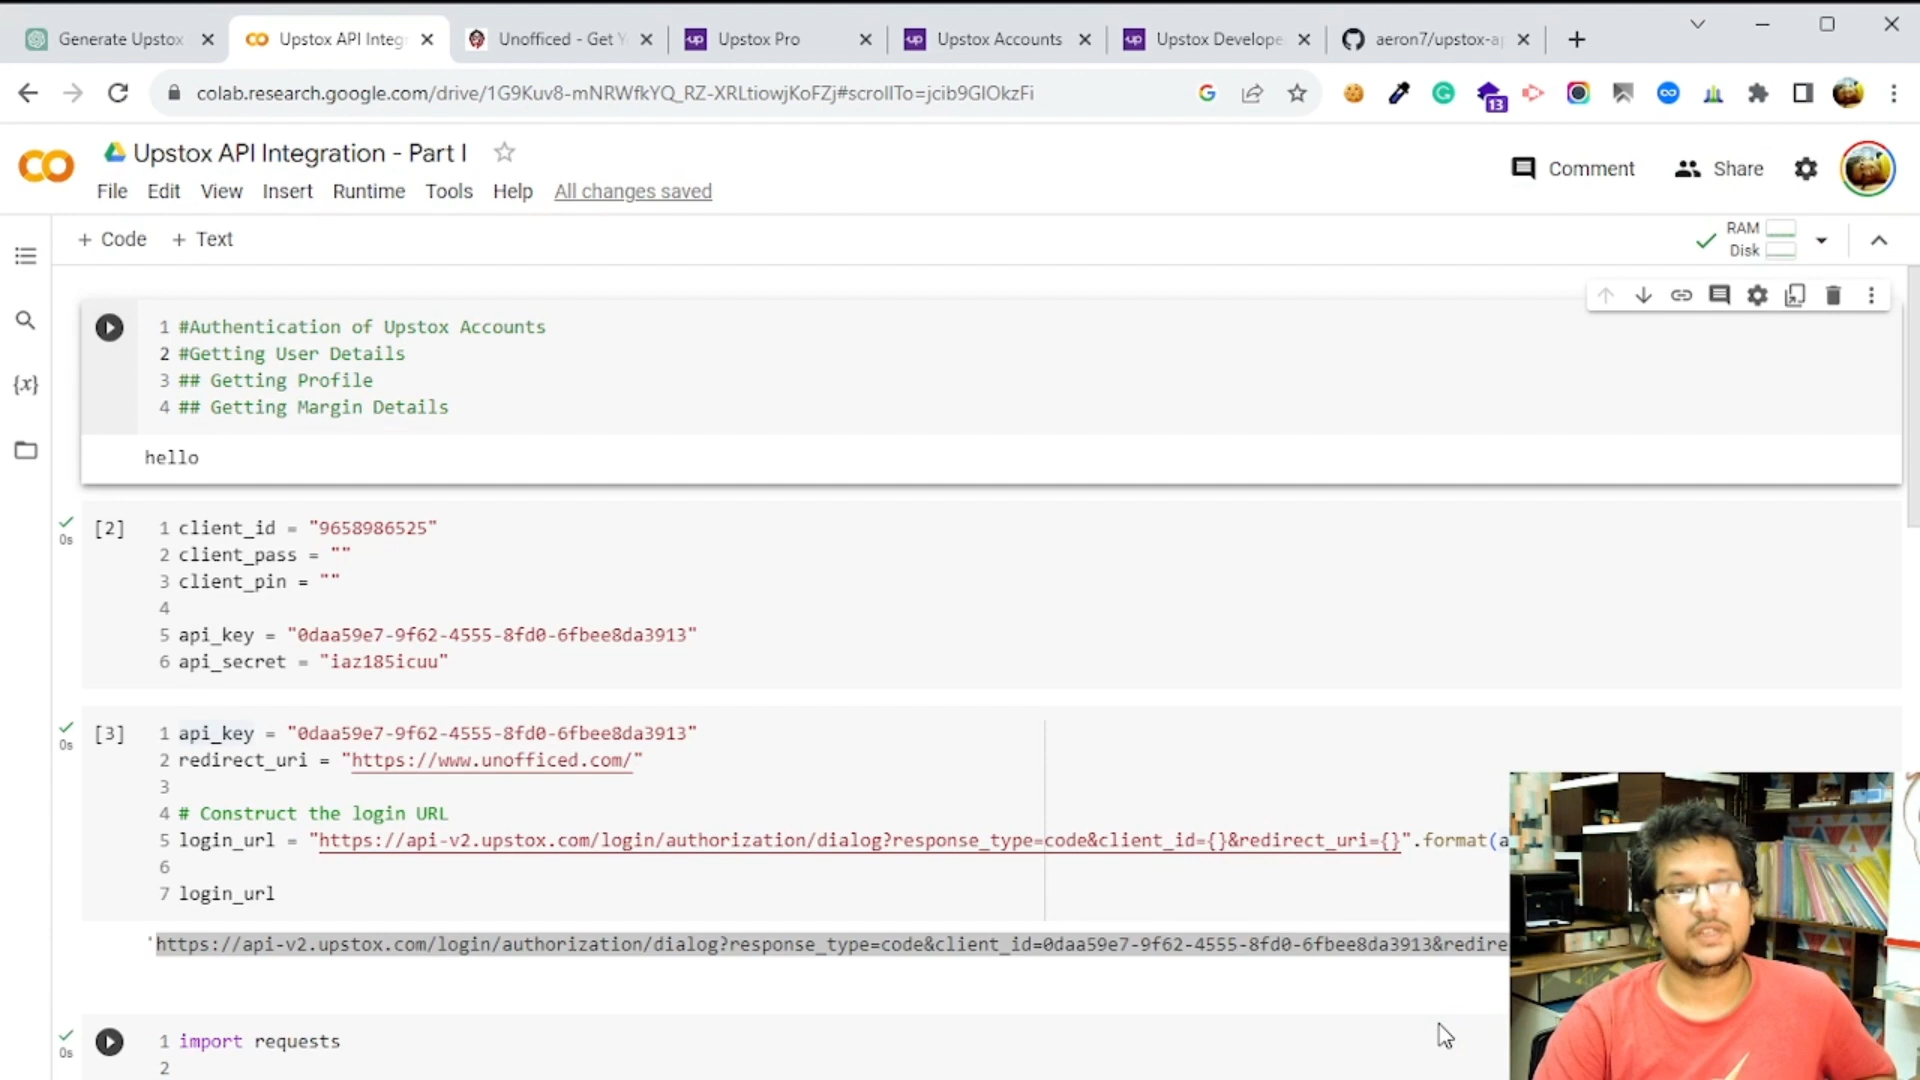 Generate Upstox
Upstox API Integ
Unofficed - Get Y
Upstox Pro
Upstox Accounts
Upstox Develope
aeron7/upstox-a
colab.research.google.com/drive/1G9Kuv8-mNRWfkYQ_RZ-XRLtiowjKoFZj#scrollTo=jcib9GlOkzFi
13
Upstox API Integration - Part I
File Edit View Insert Runtime Tools Help All changes saved
Comment
Share
+ Code + Text
RAM
Disk
1 #Authentication of Upstox Accounts
2 #Getting User Details
3 ## Getting Profile
4 ## Getting Margin Details
hello
0s
[2]
1 client_id = "9658986525"
2 client_pass = ""
3 client_pin = ""
4
5 api_key = "0daa59e7-9f62-4555-8fd0-6fbee8da3913"
6 api_secret = "iaz185icuu"
0s
[3]
1 api_key = "0daa59e7-9f62-4555-8fd0-6fbee8da3913"
2 redirect_uri = "https://www.unofficed.com/"
3
4 # Construct the login URL
5 login_url = "https://api-v2.upstox.com/login/authorization/dialog?response_type=code&client_id={}&redirect_uri={}".format(a
6
7 login_url
'https://api-v2.upstox.com/login/authorization/dialog?response_type=code&client_id=0daa59e7-9f62-4555-8fd0-6fbee8da3913&redire
0s
1 import requests
2